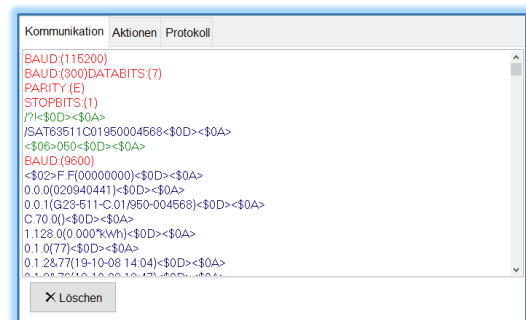 Kommunikation Aktionen Protokoll
BAUD:(115200)
BAUD:(300)DATABITS:(7)
PARITY:(E)
STOPBITS:(1)
/?!<$0D><$0A>
/SAT63511C01950004568<$0D><$0A>
<$06>050<$0D><$0A>
BAUD:(9600)
<$02>F.F(00000000)<$0D><$0A>
0.0.0(020940441)<$0D><$0A>
0.0.1(G23-511-C.01/950-004568)<$0D><$0A>
C.70.0()<$0D><$0A>
1.128.0(0.000*kWh)<$0D><$0A>
0.1.0(77)<$0D><$0A>
0.1.2&77(19-10-08 14:04)<$0D><$0A>
Löschen